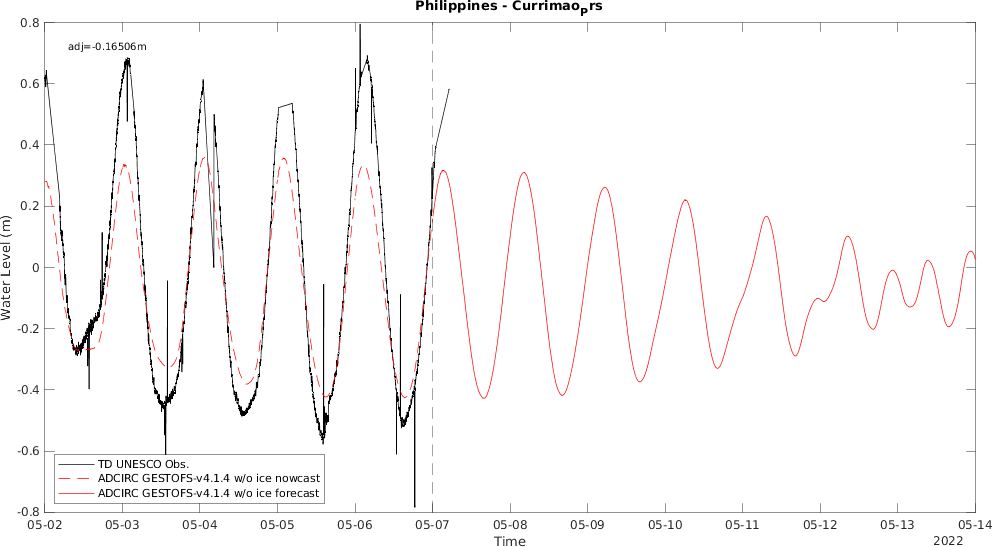 Philippines - Currimao_prs
adj=-0.16506m
0.8
0.6
0.4
0.2
0
-0.2
-0.4
-0.6
-0.8
Water Level (m)
TD UNESCO Obs.
ADCIRC GESTOFS-v4.1.4 w/o ice nowcast
ADCIRC GESTOFS-v4.1.4 w/o ice forecast
05-02 05-03 05-04 05-05 05-06 05-07 05-08 05-09 05-10 05-11 05-12 05-13 05-14
Time
2022